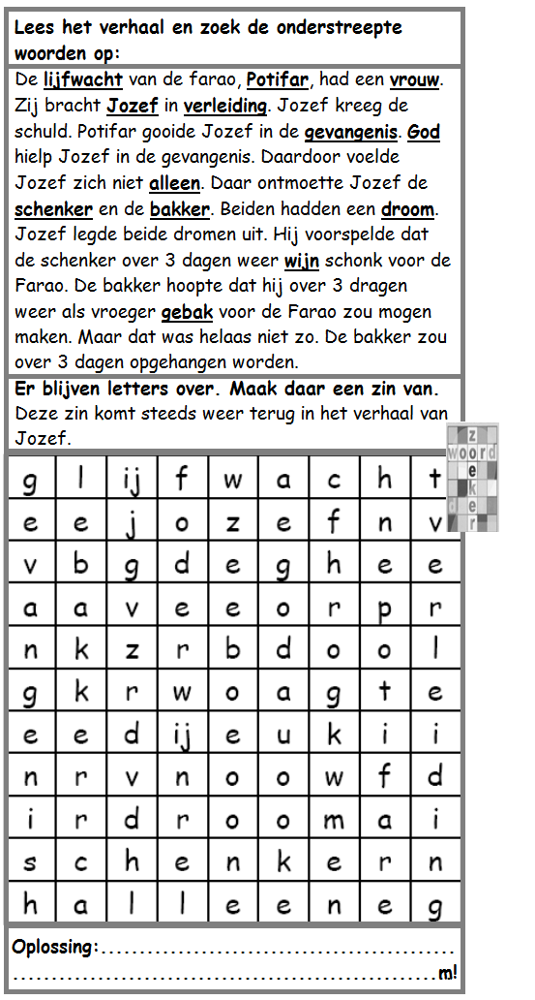 Lees het verhaal en zoek de onderstreepte
woorden op:
De lijfwacht van de farao, Potifar, had een vrouw.
Zij bracht Jozef in verleiding. Jozef kreeg de
schuld. Potifar gooide Jozef in de gevangenis. God
hielp Jozef in de gevangenis. Daardoor voelde
Jozef zich niet alleen. Daar ontmoette Jozef de
schenker en de bakker. Beiden hadden een droom.
Jozef legde beide dromen uit. Hij voorspelde dat
de schenker over 3 dagen weer wijn schonk voor de
Farao. De bakker hoopte dat hij over 3 dragen
weer als vroeger gebak voor de Farao zou mogen
maken. Maar dat was helaas niet zo. De bakker zou
over 3 dagen opgehangen worden.
Er blijven letters over. Maak daar een zin van.
Deze zin komt steeds weer terug in het verhaal van
Jozef.
woord
zoeker
g l ij f w a c h t
e e j o z e f n v
v b g d e g h e e
a a v e e o r p r
n k z r b d o o l
g k r w o a g t e
e e d ij e u k i i
n r v n o o w f d
i r d r o o m a i
s c h e n k e r n
h a l l e e n e g
Oplossing:..............................................
....................................................m!